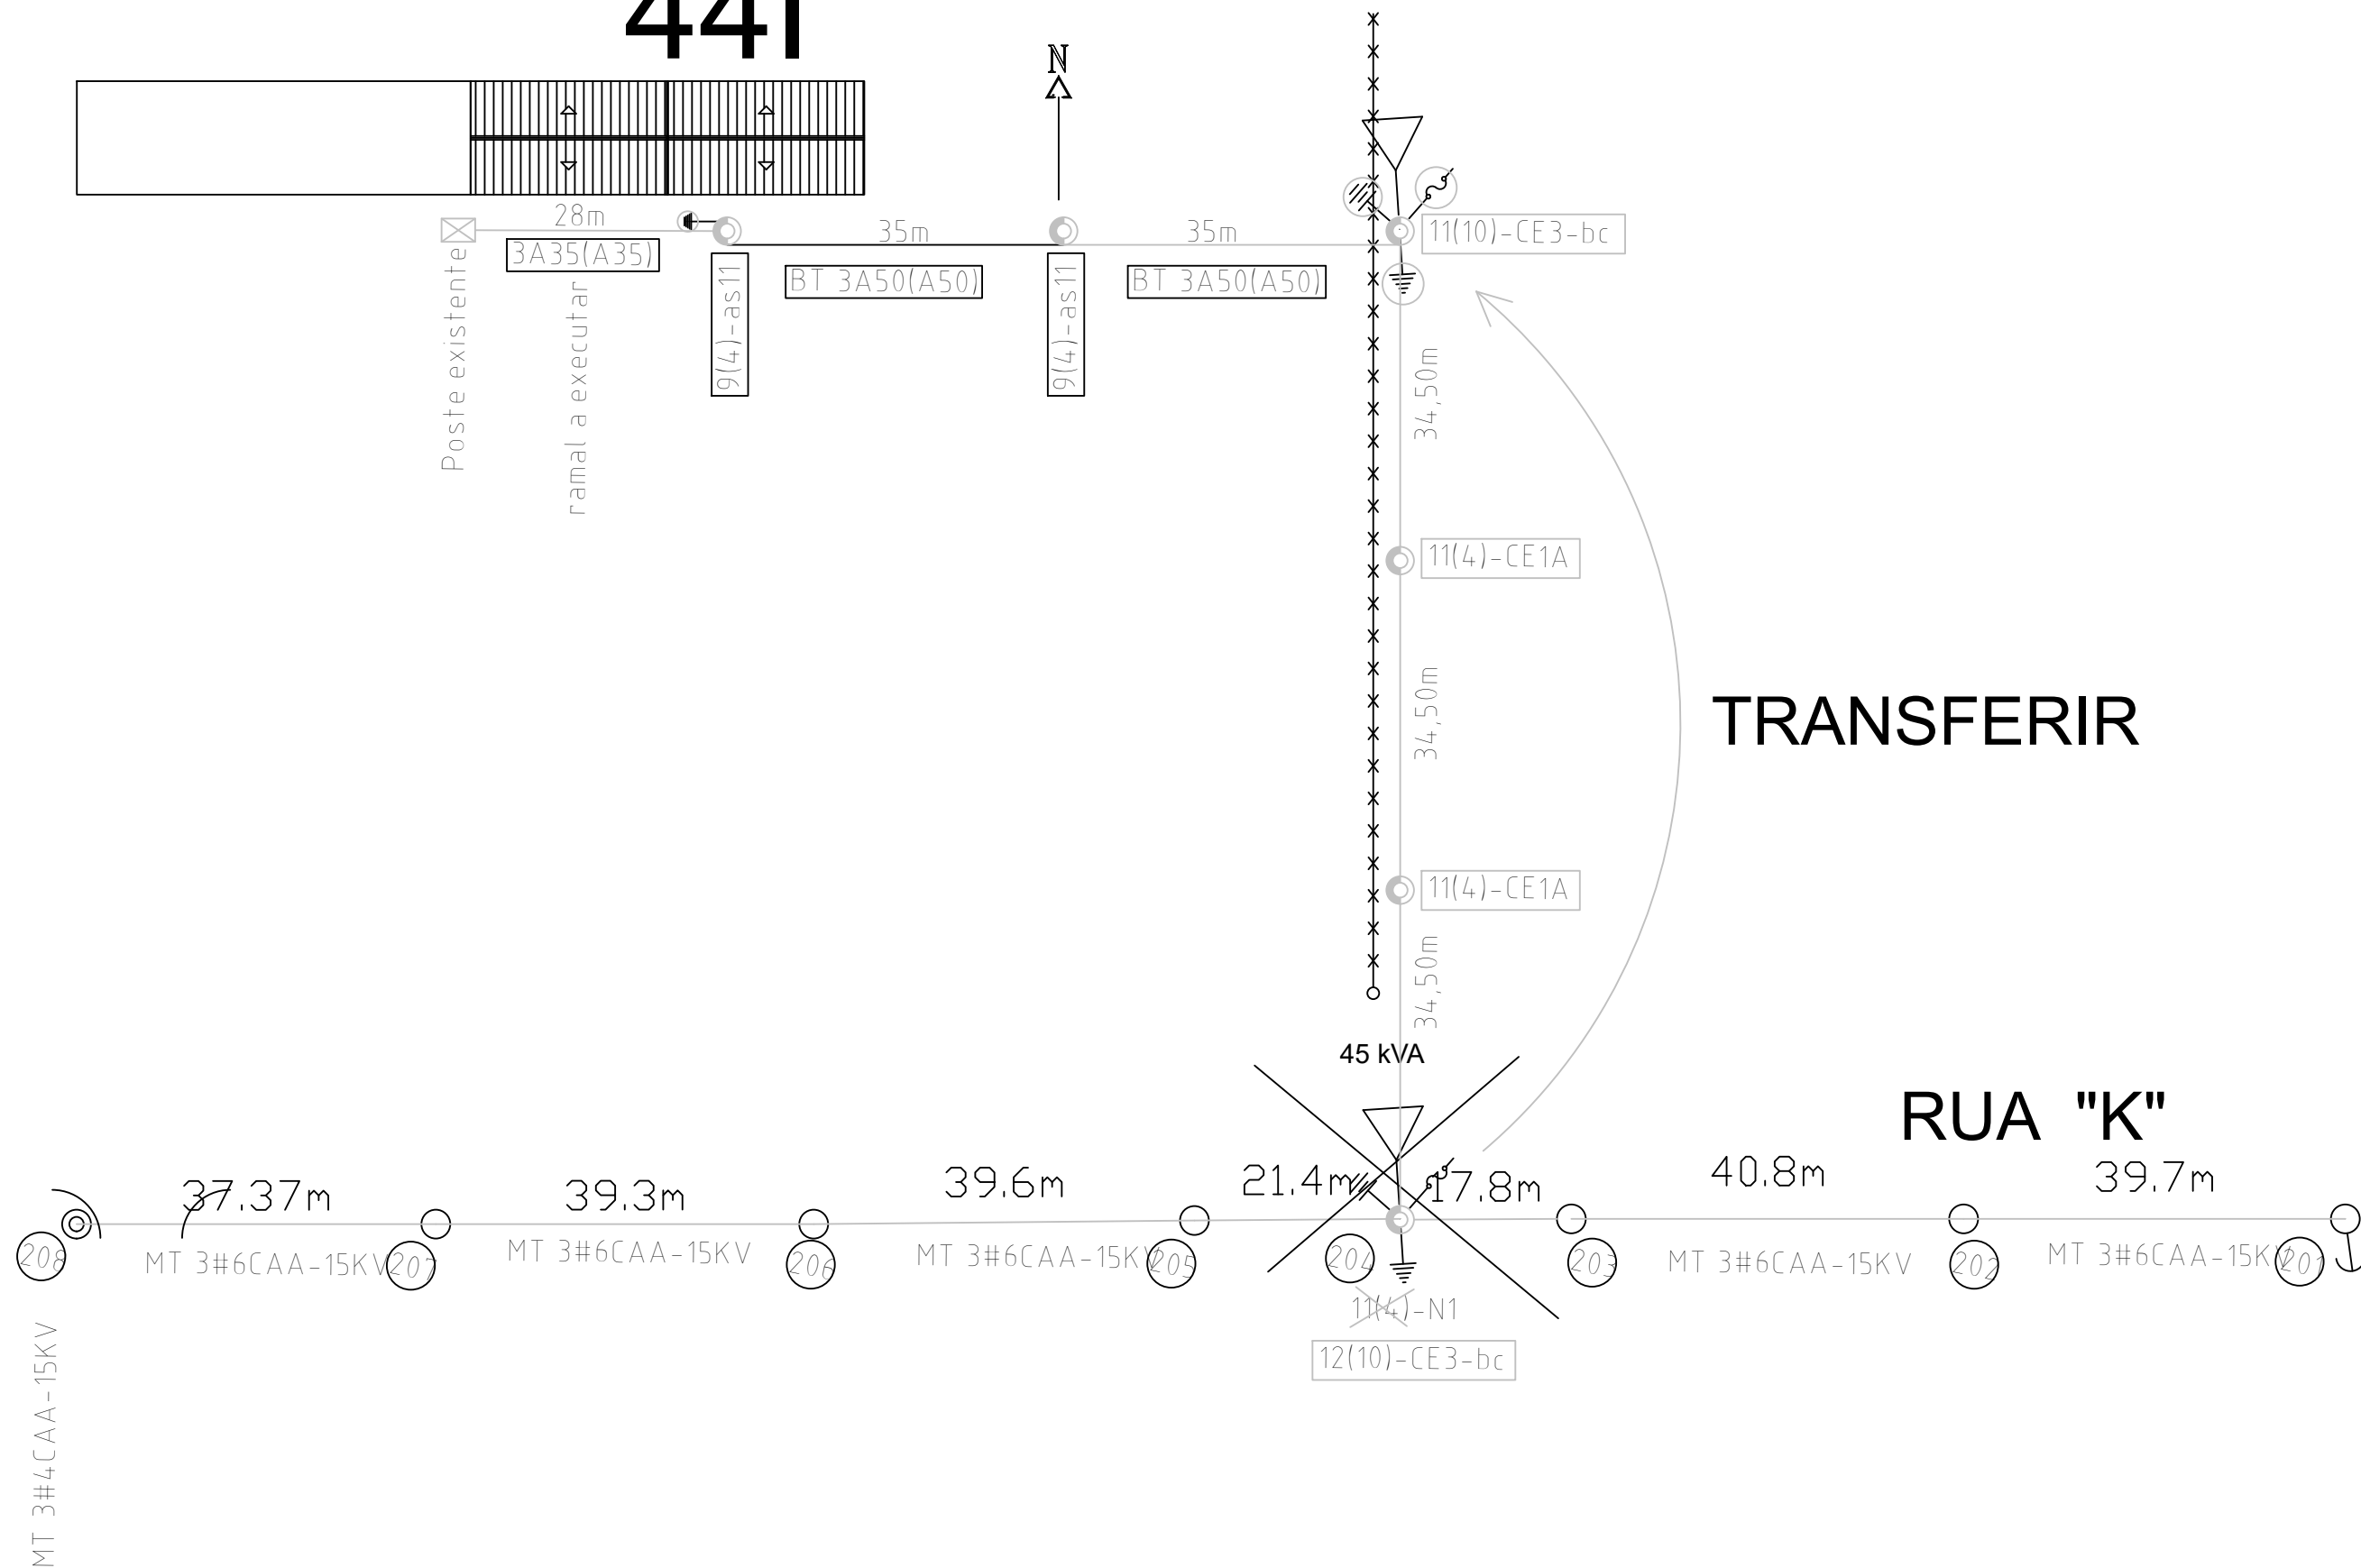 441
N
28m
3A35(A35)
35m
35m
BT 3A50(A50)
BT 3A50(A50)
11(10)-CE3-bc
Poste existente
ramal a executar
9(4)-as11
9(4)-as11
34,50m
11(4)-CE1A
34,50m
TRANSFERIR
11(4)-CE1A
34,50m
45 kVA
RUA "K"
37.37m
39.3m
39.6m
21.4m
17.8m
40.8m
39.7m
208
MT 3#6CAA-15KV
207
MT 3#6CAA-15KV
206
MT 3#6CAA-15KV
205
204
203
MT 3#6CAA-15KV
202
MT 3#6CAA-15KV
201
11(4)-N1
12(10)-CE3-bc
MT 3#4CAA-15KV